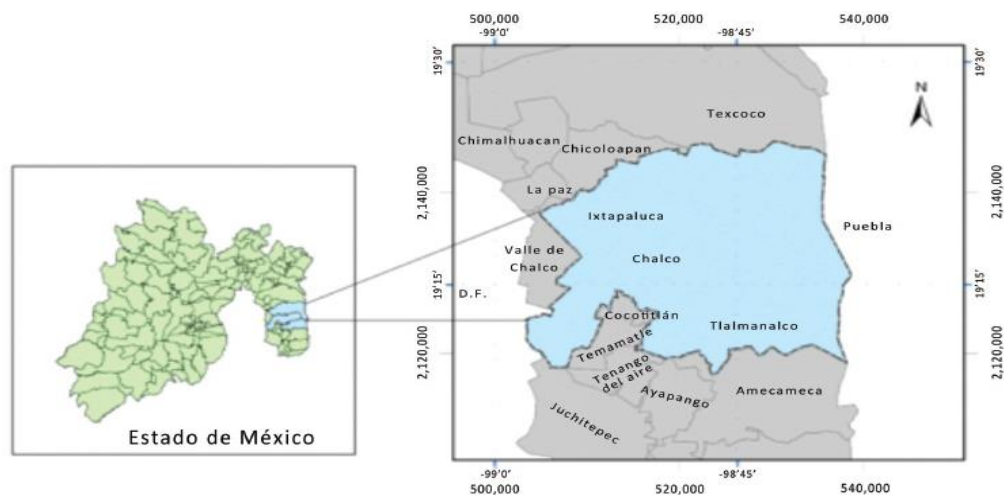 500,000
520,000
540,000
-99°0'
-98°45'
19°30'
N
Texcoco
Chimalhuacan
Chicoloapan
La paz
2,140,000
2,140,000
Ixtapaluca
Puebla
Valle de
Chalco
Chalco
19°15'
19°15'
D.F.
Cocotitlán
Tlalmanalco
Temamatle
2,120,000
2,120,000
Tenango
del aire
Ayapango
Amecameca
Juchitepec
Estado de México
-99°0'
-98°45'
500,000
520,000
540,000
19°30'